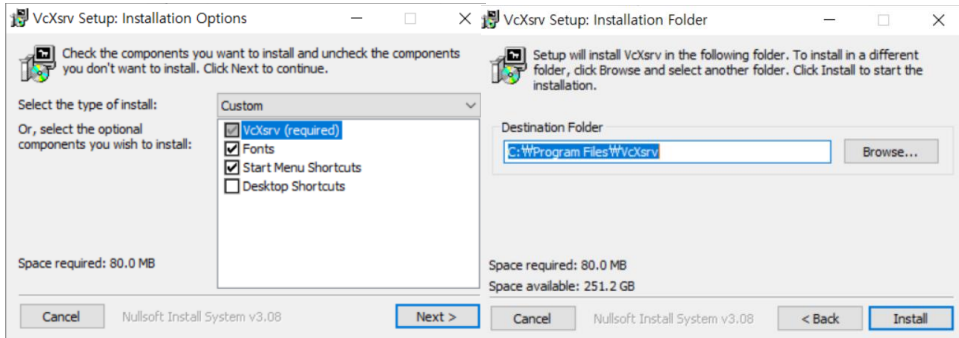 VcXsrv Setup: Installation Options
Check the components you want to install and uncheck the components
you don't want to install. Click Next to continue.
Select the type of install:
Custom
Or, select the optional
components you wish to install:
VcXsrv (required)
Fonts
Start Menu Shortcuts
Desktop Shortcuts
Space required: 80.0 MB
Cancel
Nullsoft Install System v3.08
Next >
VcXsrv Setup: Installation Folder
Setup will install VcXsrv in the following folder. To install in a different
folder, click Browse and select another folder. Click Install to start the
installation.
Destination Folder
C:₩Program Files₩VcXsrv
Browse...
Space required: 80.0 MB
Space available: 251.2 GB
Cancel
Nullsoft Install System v3.08
< Back
Install